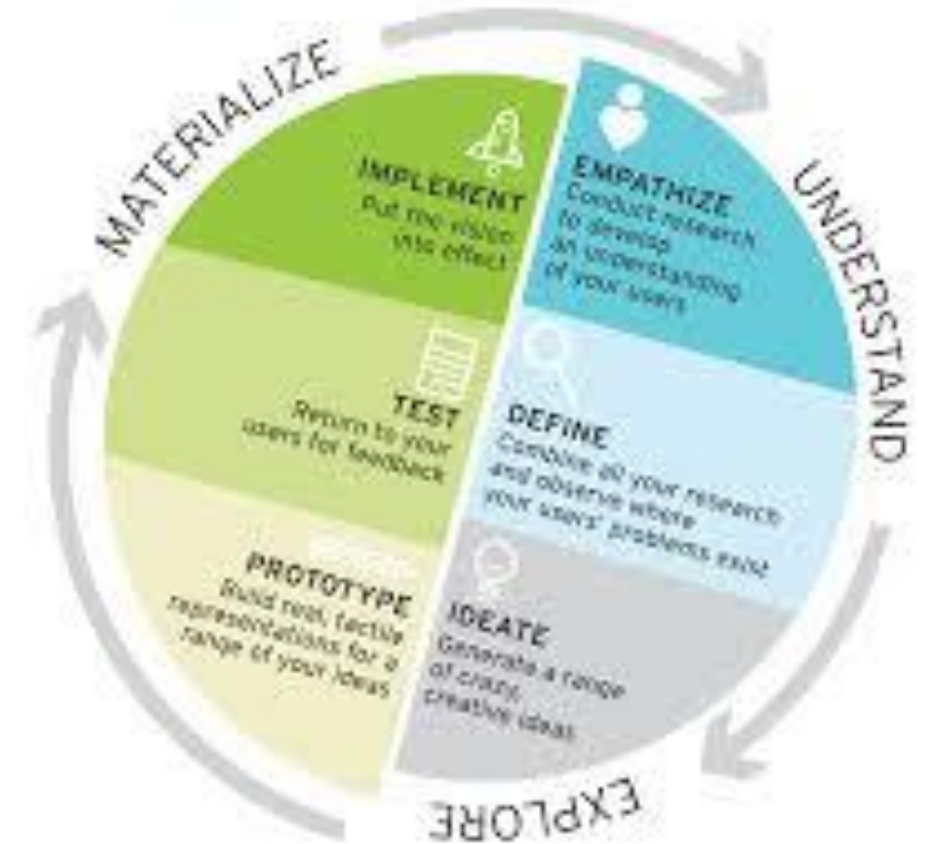 UNDERSTAND
EMPATHIZE
Conduct research
to develop
an understanding
of your users
DEFINE
Combine all your research
and observe where
your users' problems exist
EXPLORE
IDEATE
Generate a range
of crazy,
creative ideas
PROTOTYPE
Build real, tactile
representations for a
range of your ideas
MATERIALIZE
TEST
Return to your
users for feedback
IMPLEMENT
Put the vision
into effect